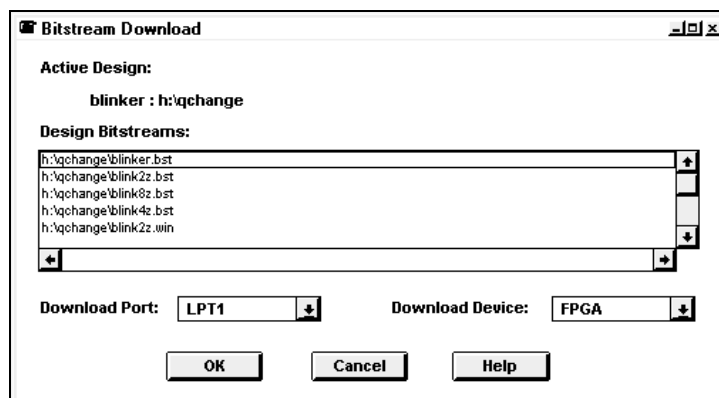 Bitstream Download
Active Design:
blinker : h:\qchange
Design Bitstreams:
h:\qchange\blinker.bst
h:\qchange\blink2z.bst
h:\qchange\blink8z.bst
h:\qchange\blink4z.bst
h:\qchange\blink2z.win
Download Port: LPT1 Download Device: FPGA
OK Cancel Help